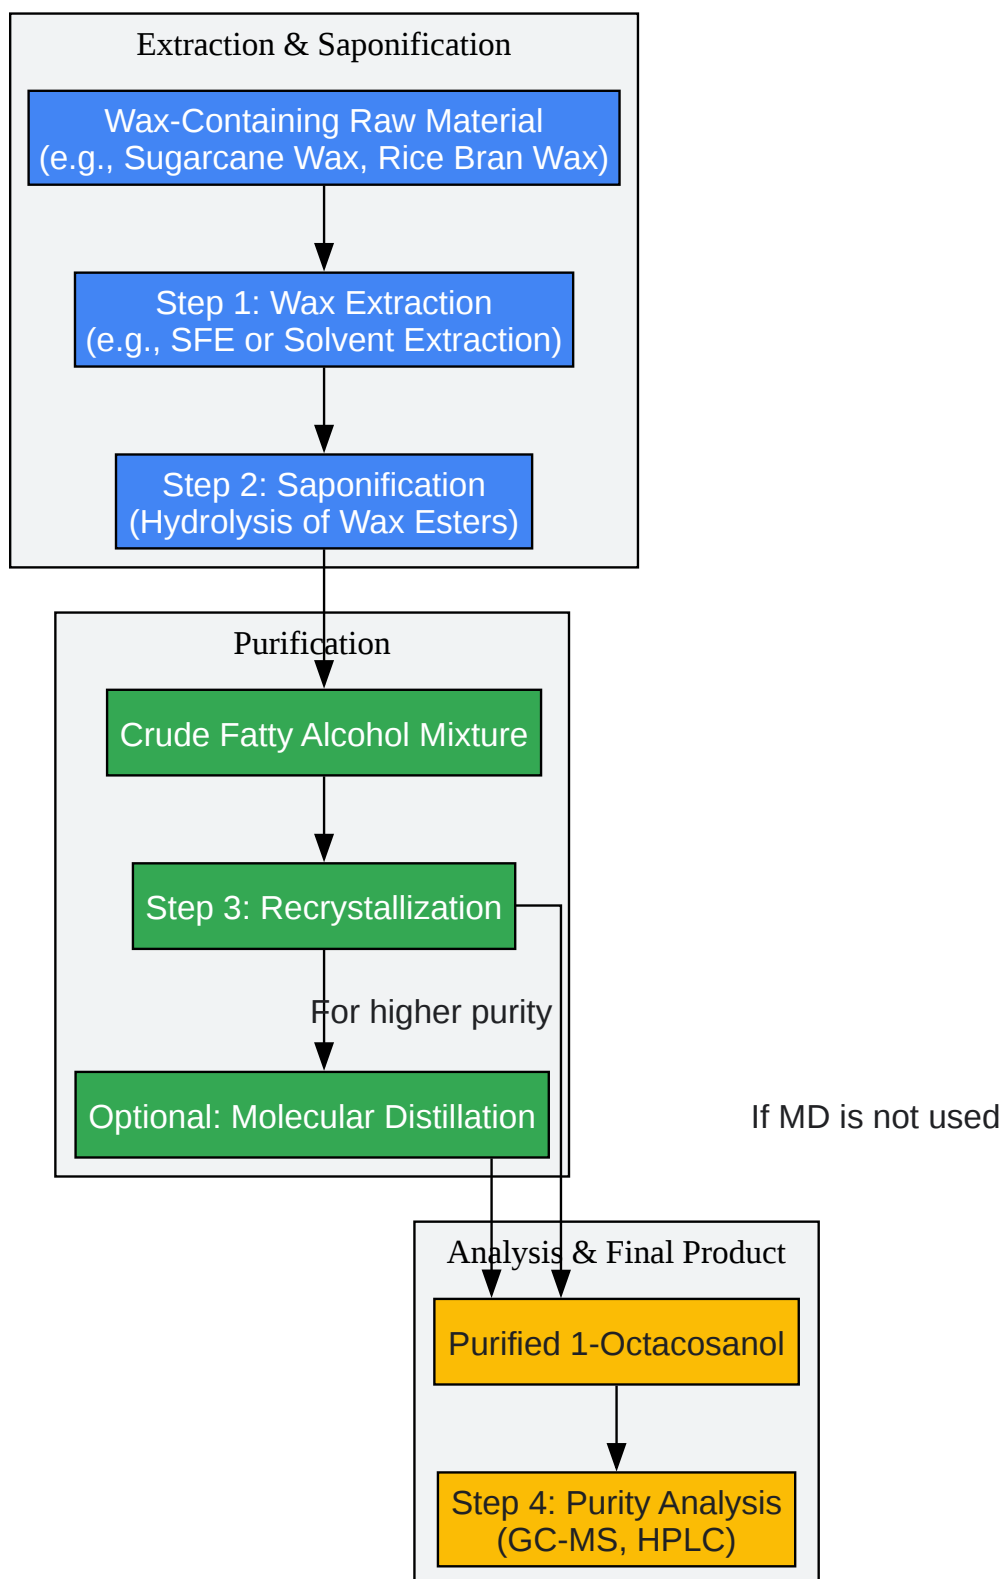 Extraction & Saponification
Wax-Containing Raw Material
(e.g., Sugarcane Wax, Rice Bran Wax)
Step 1: Wax Extraction
(e.g., SFE or Solvent Extraction)
Step 2: Saponification
(Hydrolysis of Wax Esters)
Purification
Crude Fatty Alcohol Mixture
Step 3: Recrystallization
For higher purity
Optional: Molecular Distillation
If MD is not used
Analysis & Final Product
Purified 1-Octacosanol
Step 4: Purity Analysis
(GC-MS, HPLC)